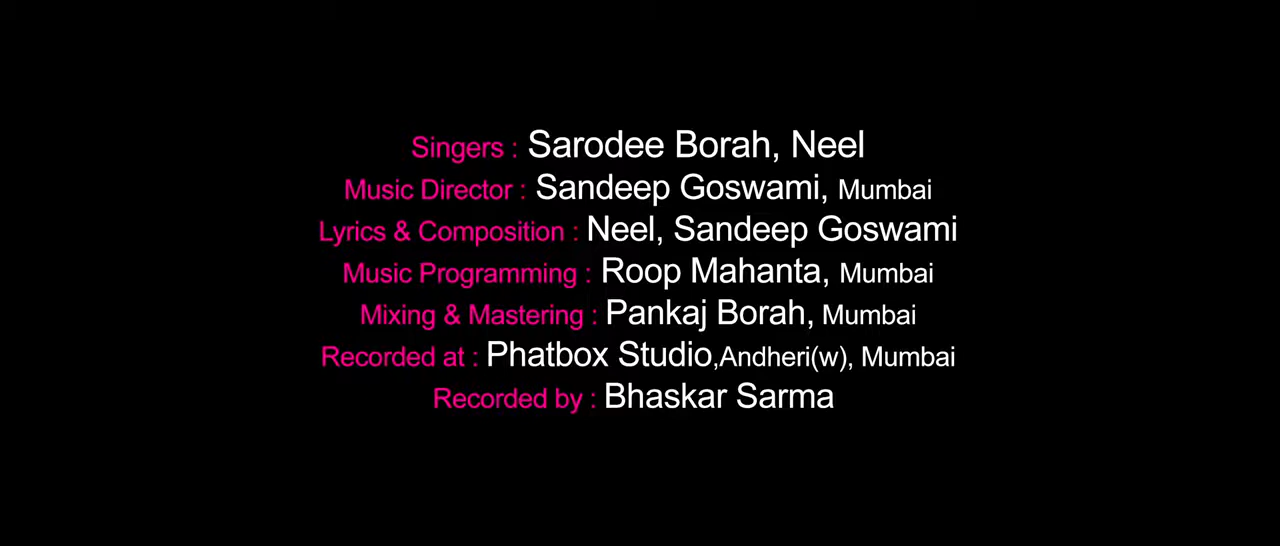 Singers : Sarodee Borah, Neel
Music Director : Sandeep Goswami, Mumbai
Lyrics & Composition : Neel, Sandeep Goswami
Music Programming : Roop Mahanta, Mumbai
Mixing & Mastering : Pankaj Borah, Mumbai
Recorded at : Phatbox Studio,Andheri(w), Mumbai
Recorded by : Bhaskar Sarma